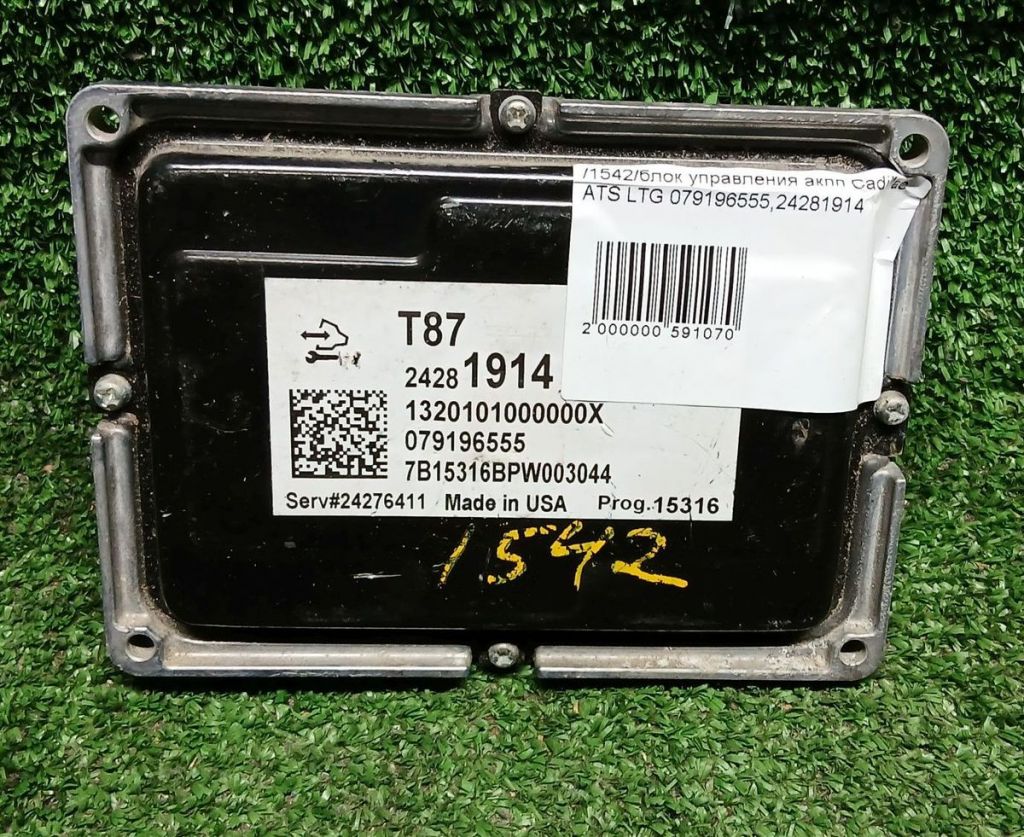 /1542/блок управления акпп Cadillac
ATS LTG 079196555,24281914
2 000000 591070
T87
2428 1914
1320101000000X
079196555
7B15316BPW003044
Serv#24276411 Made in USA Prog.15316
1542